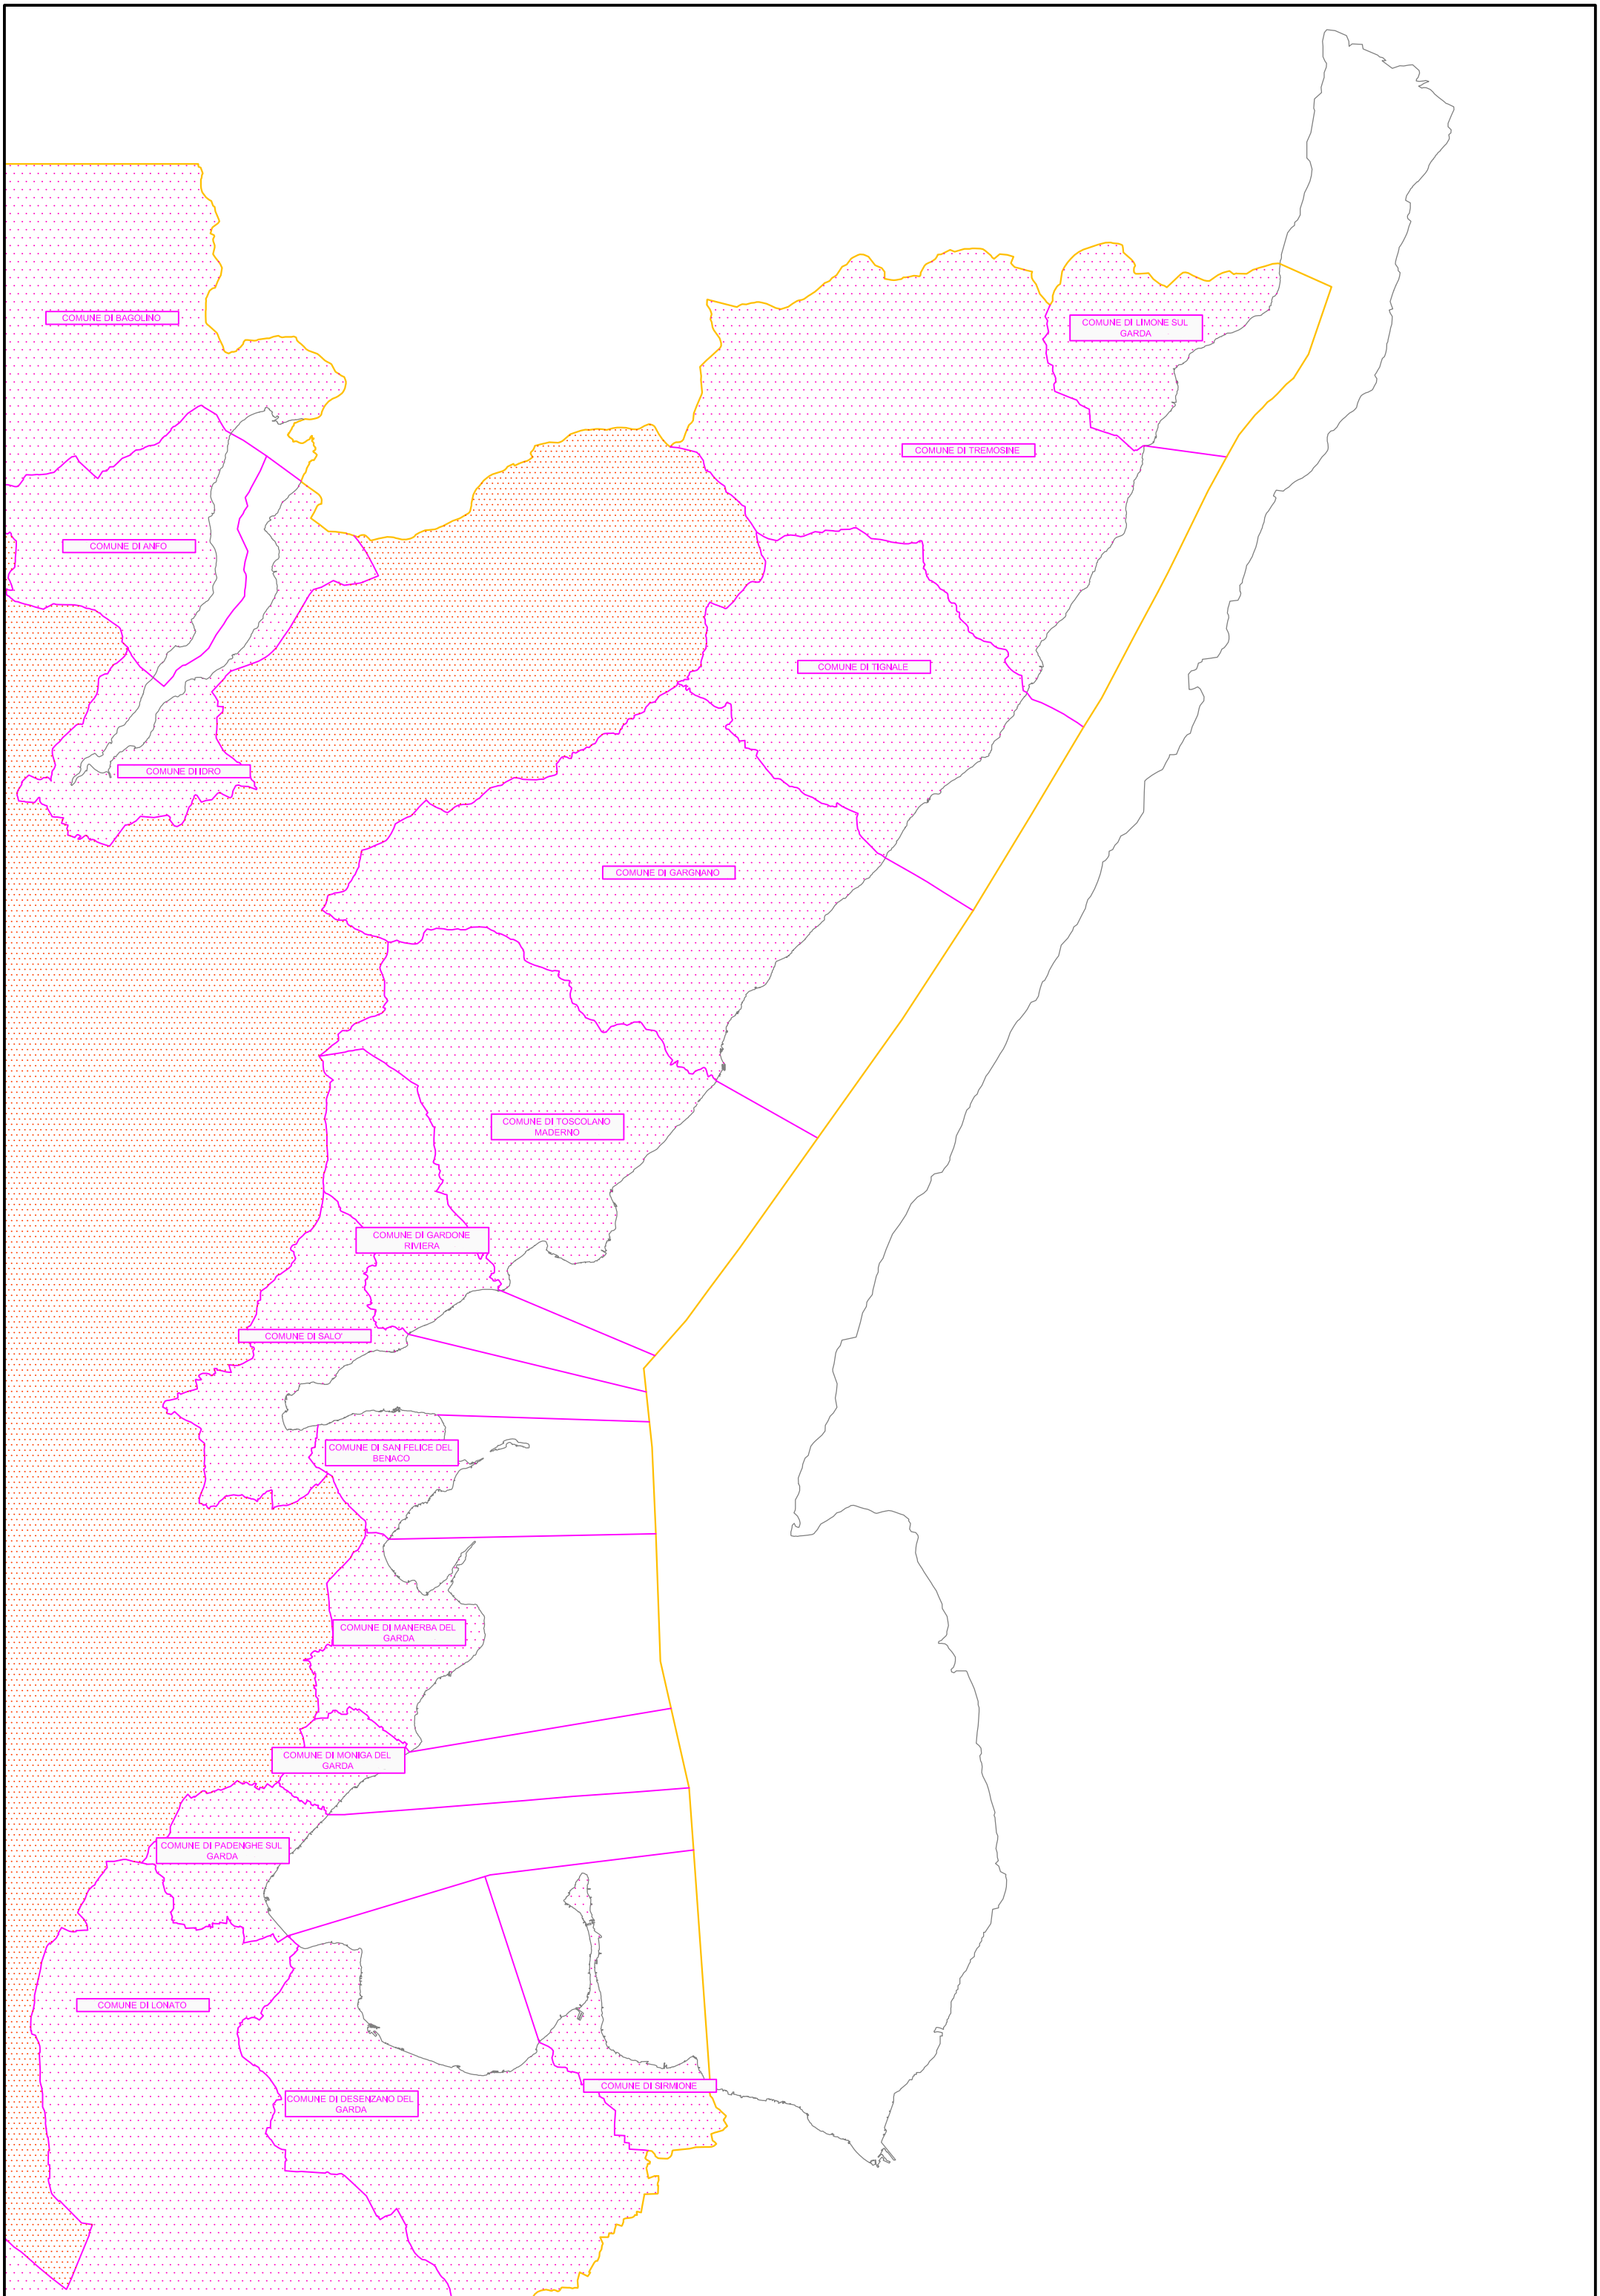 COMUNE DI BAGOLINO
COMUNE DI LIMONE SUL
GARDA
COMUNE DI TREMOSINE
COMUNE DI ANFO
COMUNE DI TIGNALE
COMUNE DI IDRO
COMUNE DI GARGNANO
COMUNE DI TOSCOLANO
MADERNO
COMUNE DI GARDONE
RIVIERA
COMUNE DI SALO'
COMUNE DI SAN FELICE DEL
BENACO
COMUNE DI MANERBA DEL
GARDA
COMUNE DI MONIGA DEL
GARDA
COMUNE DI PADENGHE SUL
GARDA
COMUNE DI LONATO
COMUNE DI SIRMIONE
COMUNE DI DESENZANO DEL
GARDA